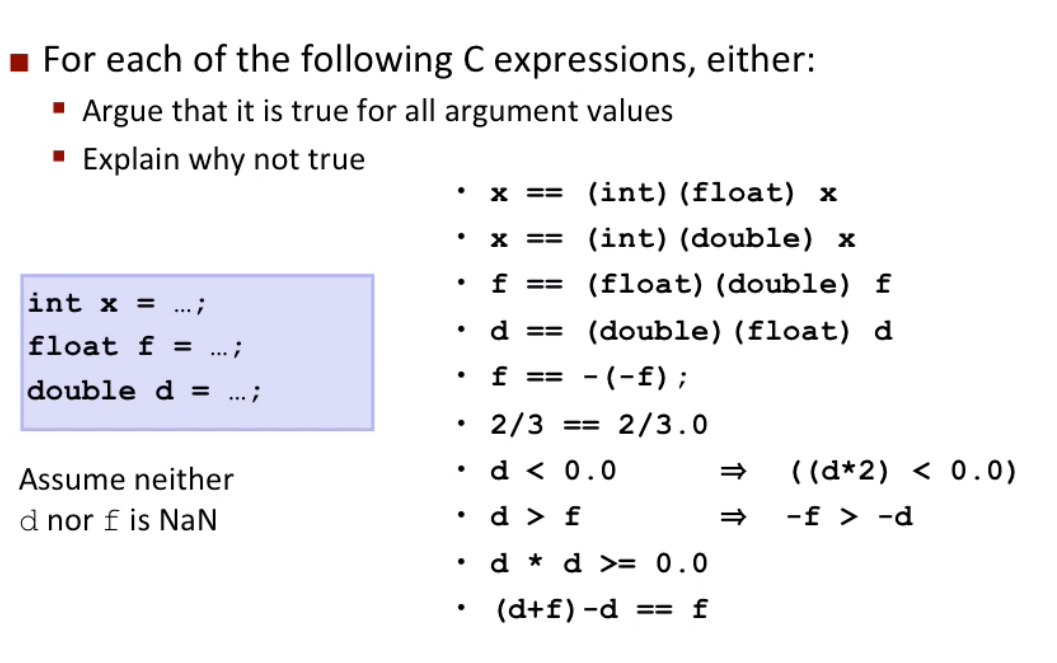 For each of the following C expressions, either:
Argue that it is true for all argument values
Explain why not true
int x = …;
float f = …;
double d = …;
Assume neither
d nor f is NaN
• x == (int)(float) x
• x == (int)(double) x
• f == (float)(double) f
• d == (double)(float) d
• f == -(-f);
• 2/3 == 2/3.0
• d < 0.0 ⇒ ((d*2) < 0.0)
• d > f ⇒ -f > -d
• d * d >= 0.0
• (d+f)-d == f